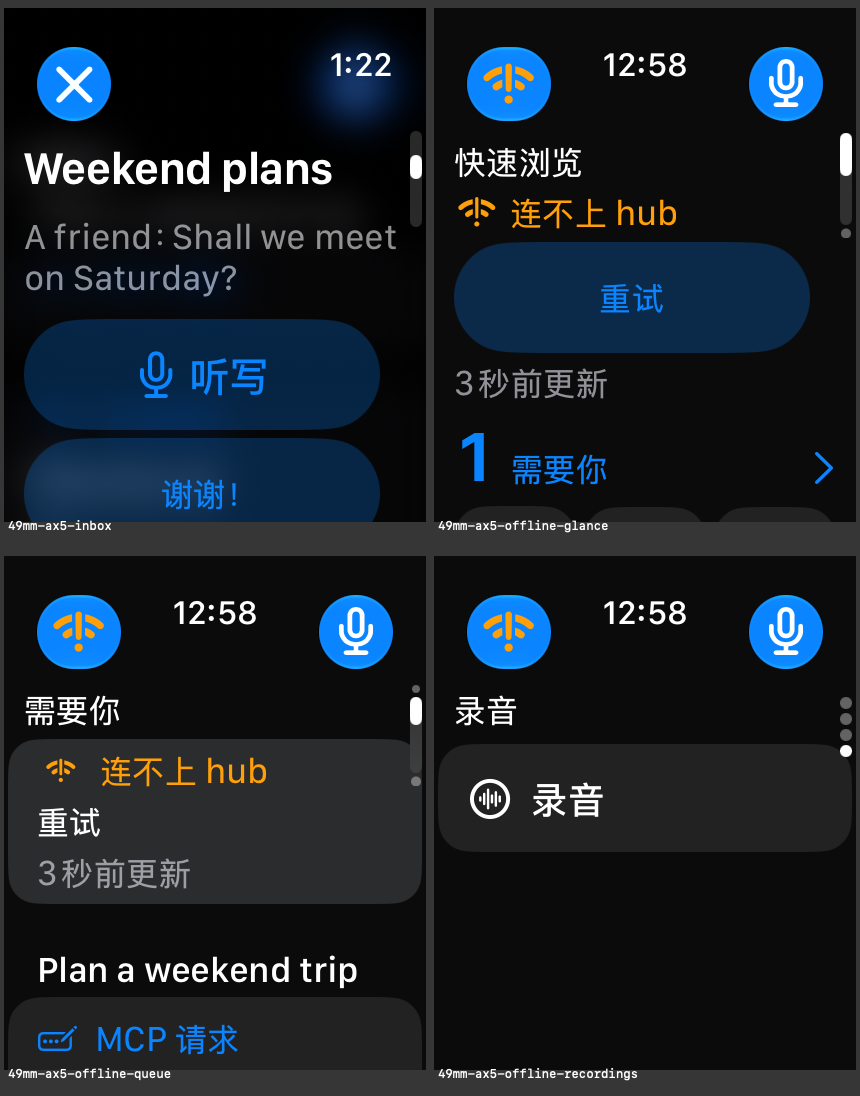 1:22
Weekend plans
A friend: Shall we meet
on Saturday?
听写
谢谢！
49mm-ax5-inbox
12:58
快速浏览
连不上 hub
重试
3秒前更新
1 需要你
49mm-ax5-offline-glance
12:58
需要你
连不上 hub
重试
3秒前更新
Plan a weekend trip
MCP 请求
49mm-ax5-offline-queue
12:58
录音
录音
49mm-ax5-offline-recordings